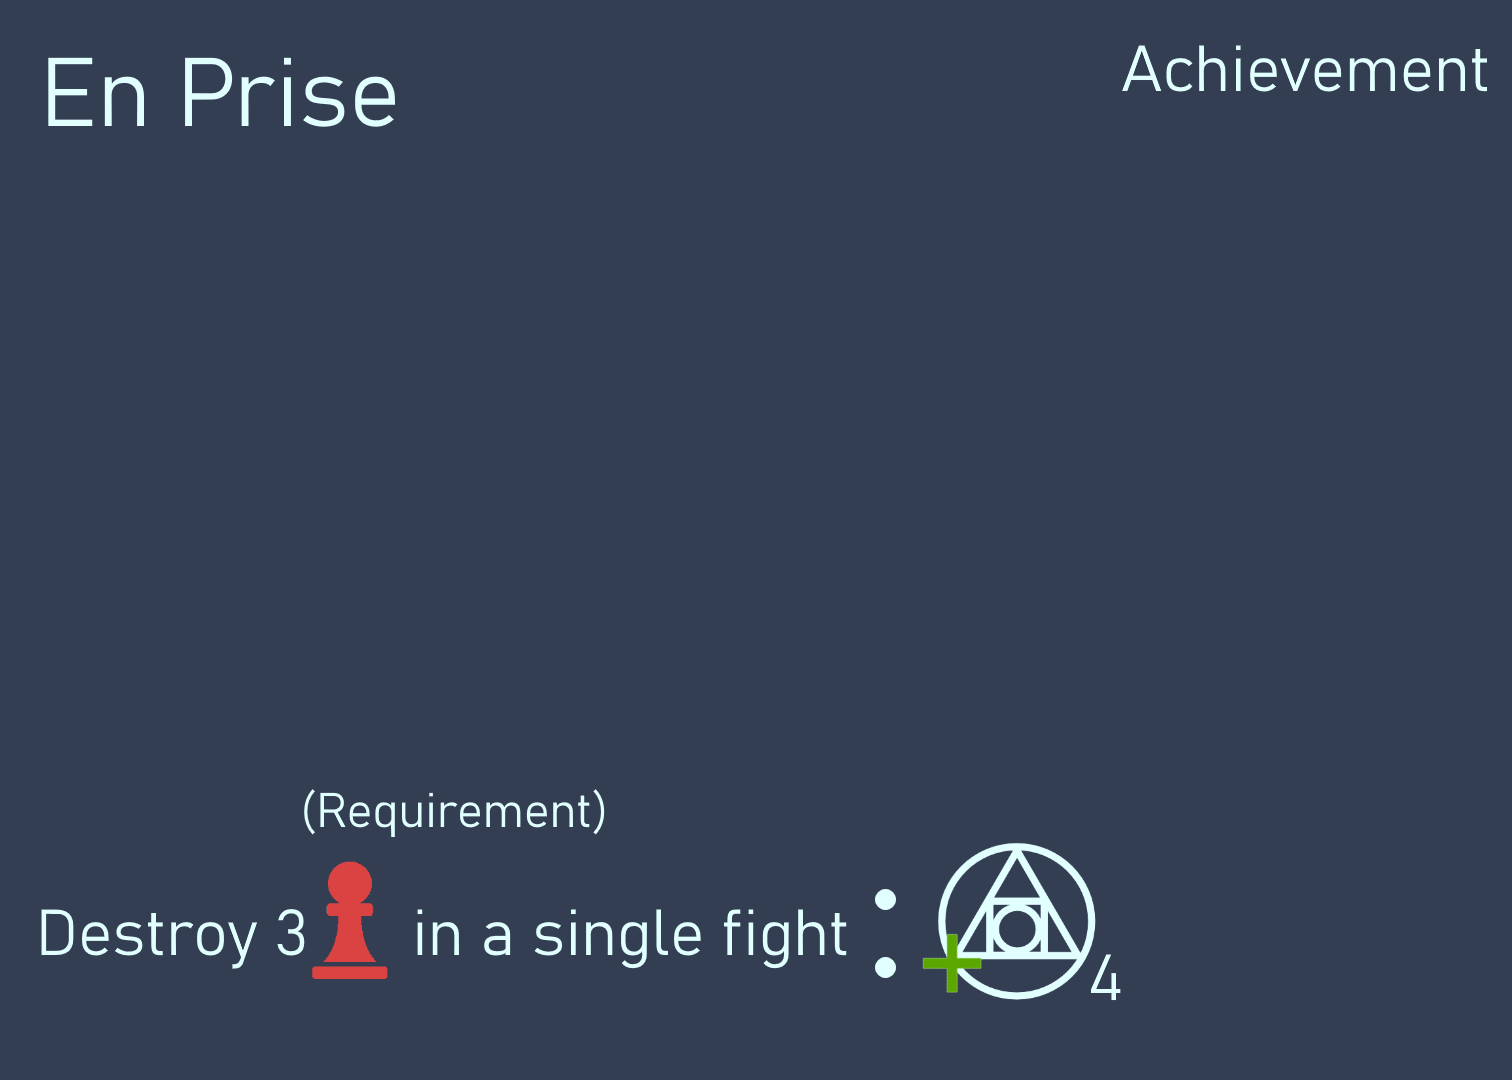 En Prise
Achievement
(Requirement)
Destroy 3 in a single fight :
4